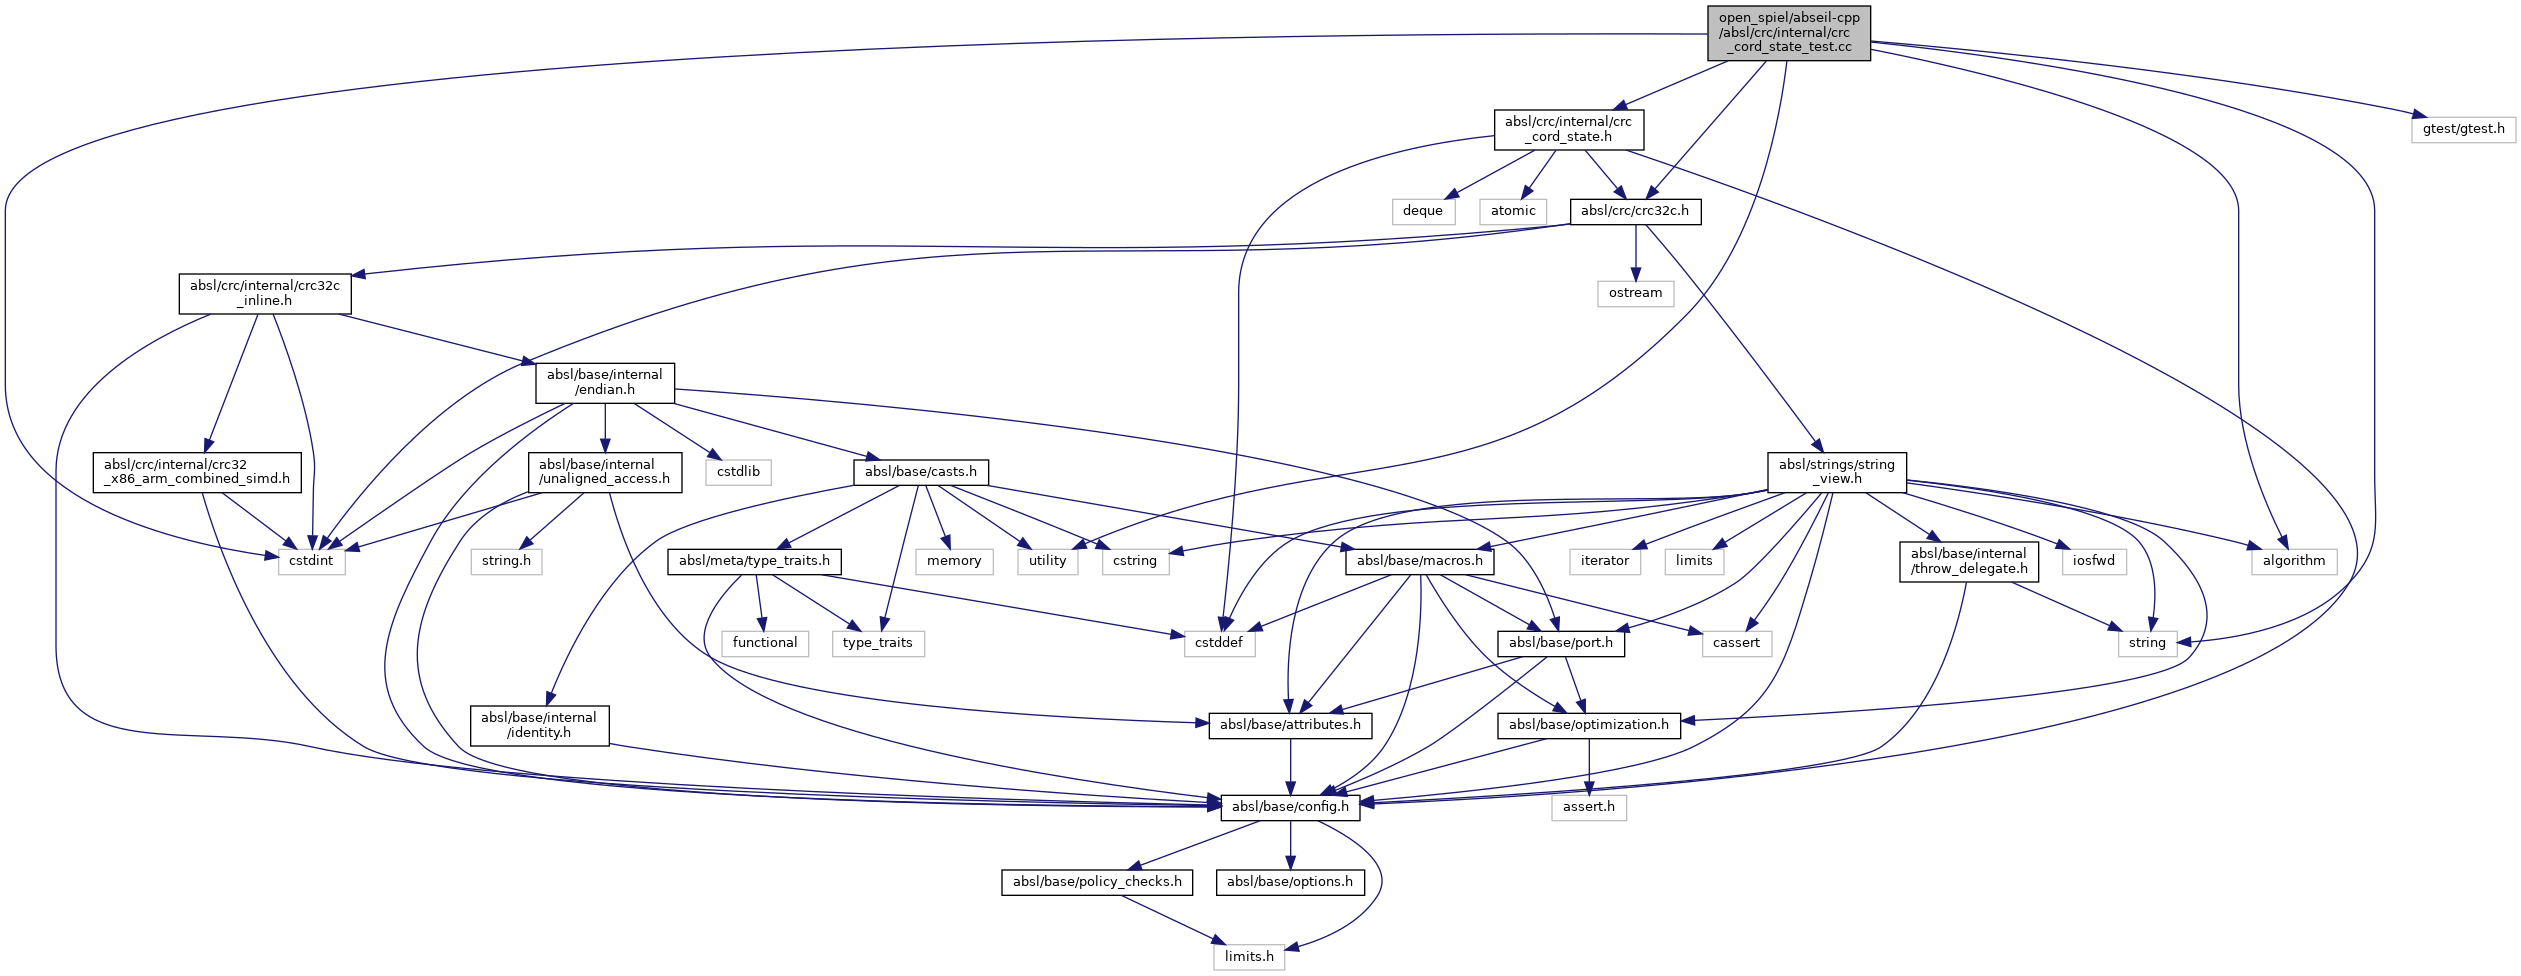 open_spiel/abseil-cpp
/absl/crc/internal/crc
_cord_state_test.cc
absl/crc/internal/crc
_cord_state.h
gtest/gtest.h
deque
atomic
absl/crc/crc32c.h
absl/crc/internal/crc32c
_inline.h
ostream
absl/base/internal
/endian.h
absl/crc/internal/crc32
_x86_arm_combined_simd.h
absl/base/internal
/unaligned_access.h
cstdlib
absl/base/casts.h
absl/strings/string
_view.h
cstdint
string.h
absl/meta/type_traits.h
memory
utility
cstring
absl/base/macros.h
iterator
limits
absl/base/internal
/throw_delegate.h
iosfwd
algorithm
functional
type_traits
cstddef
absl/base/port.h
cassert
string
absl/base/internal
/identity.h
absl/base/attributes.h
absl/base/optimization.h
absl/base/config.h
assert.h
absl/base/policy_checks.h
absl/base/options.h
limits.h